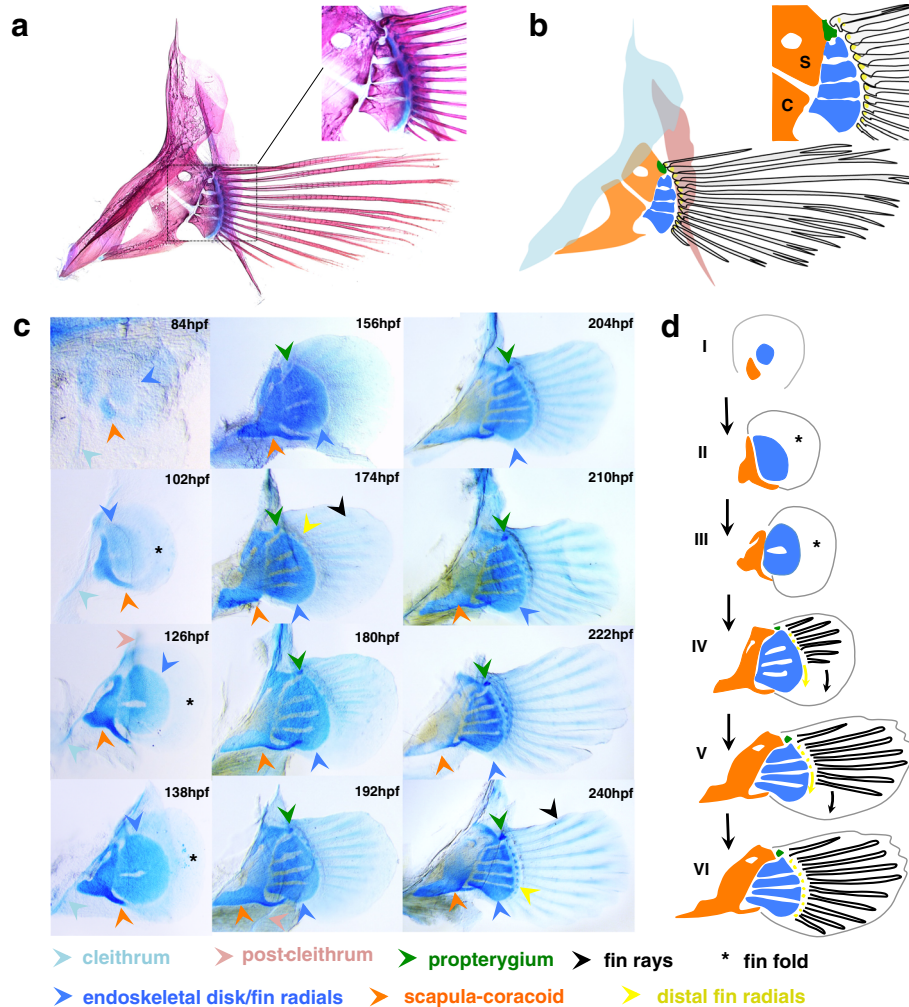 a
b
S
C
c
84hpf
156hpf
204hpf
d
I
102hpf
*
174hpf
210hpf
II
*
III
*
126hpf
*
180hpf
222hpf
IV
138hpf
*
192hpf
240hpf
V
VI
cleithrum
post-cleithrum
propterygium
fin rays
* fin fold
endoskeletal disk/fin radials
scapula-coracoid
distal fin radials